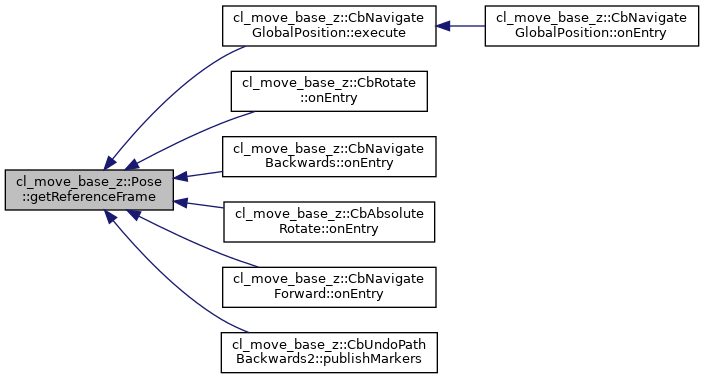 cl_move_base_z::CbNavigate
GlobalPosition::execute
cl_move_base_z::CbNavigate
GlobalPosition::onEntry
cl_move_base_z::CbRotate
::onEntry
cl_move_base_z::CbNavigate
Backwards::onEntry
cl_move_base_z::Pose
::getReferenceFrame
cl_move_base_z::CbAbsolute
Rotate::onEntry
cl_move_base_z::CbNavigate
Forward::onEntry
cl_move_base_z::CbUndoPath
Backwards2::publishMarkers